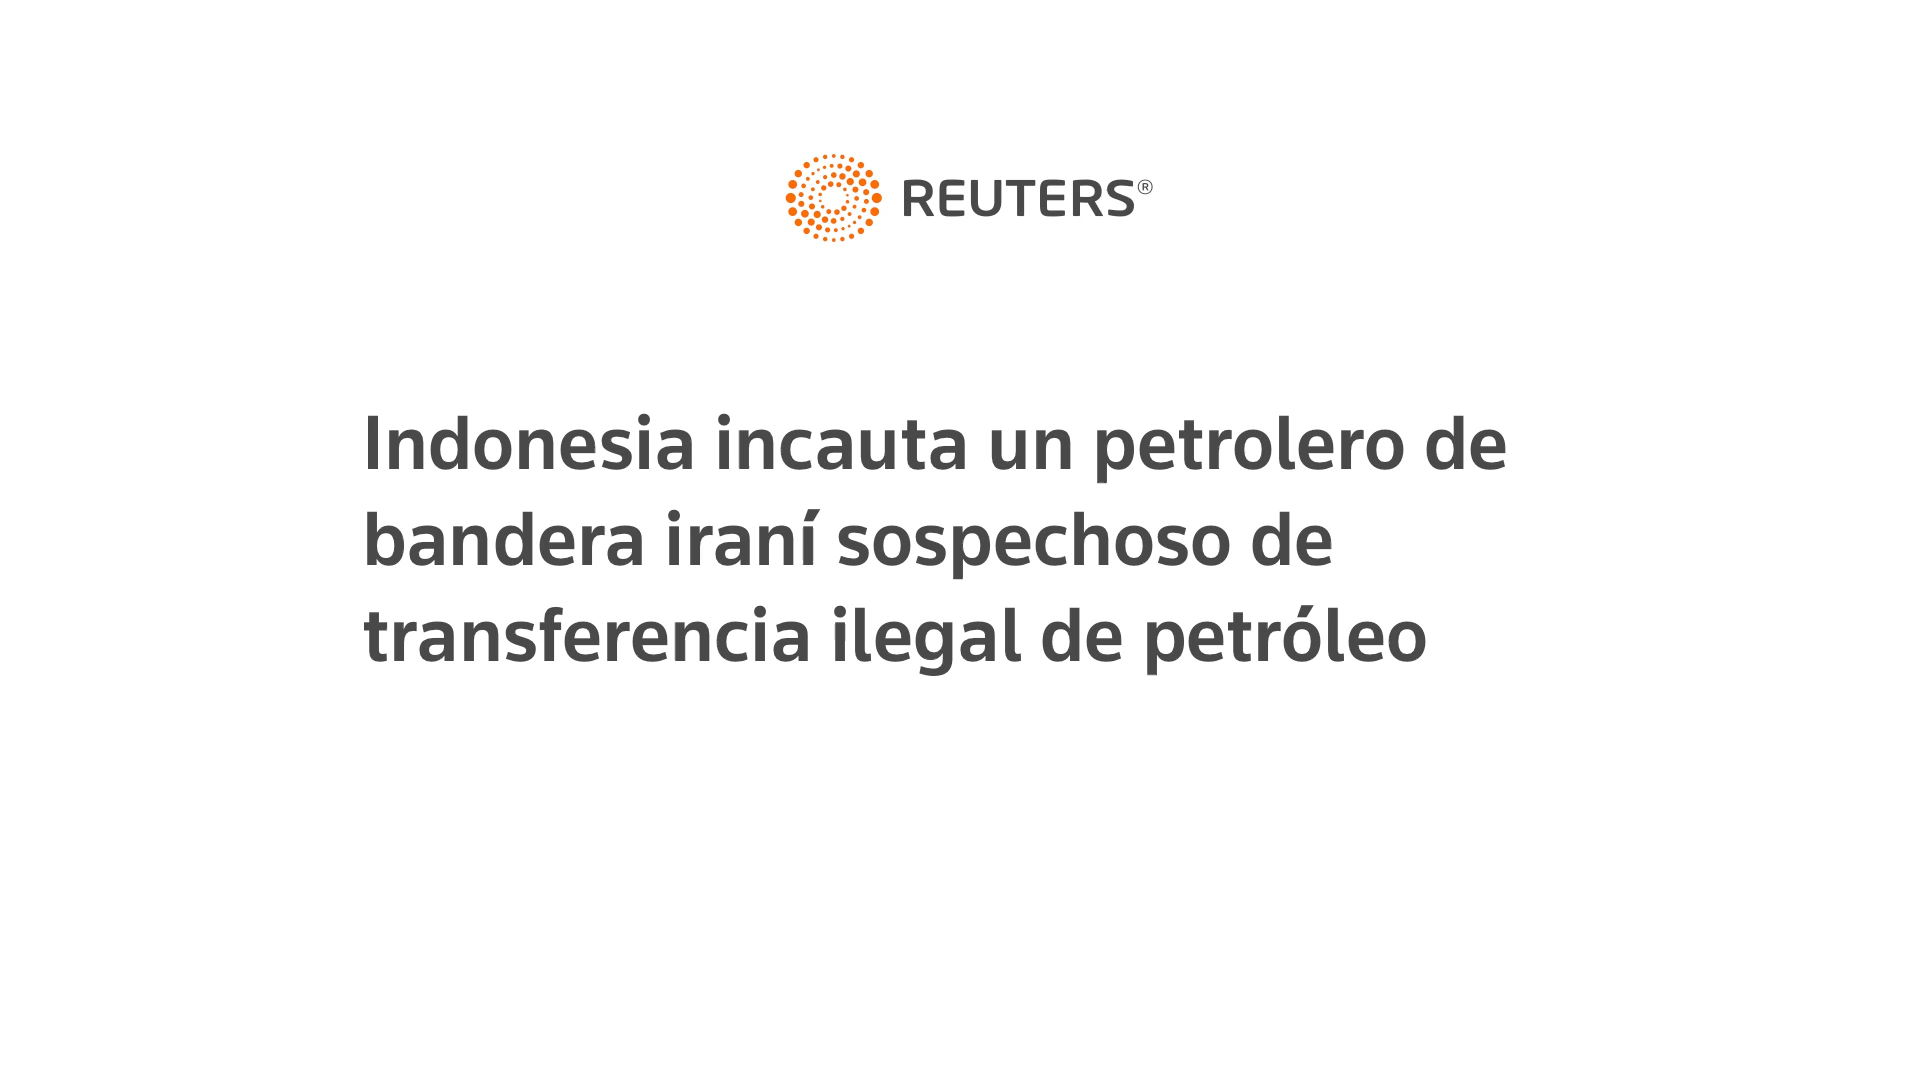 REUTERS®
Indonesia incauta un petrolero de
bandera iraní sospechoso de
transferencia ilegal de petróleo